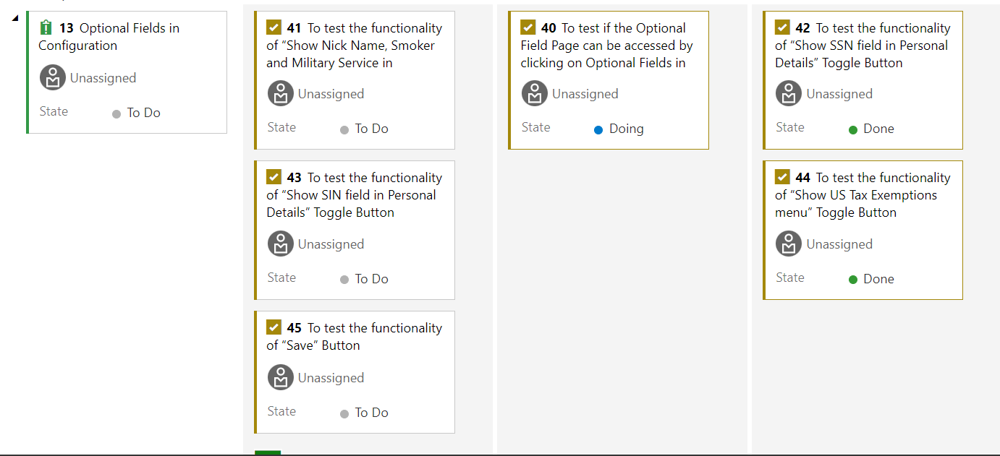 13 Optional Fields in
Configuration
Unassigned
State To Do
41 To test the functionality
of “Show Nick Name, Smoker
and Military Service in
Unassigned
State To Do
43 To test the functionality
of “Show SIN field in Personal
Details” Toggle Button
Unassigned
State To Do
45 To test the functionality
of “Save” Button
Unassigned
State To Do
40 To test if the Optional
Field Page can be accessed by
clicking on Optional Fields in
Unassigned
State Doing
42 To test the functionality
of “Show SSN field in Personal
Details” Toggle Button
Unassigned
State Done
44 To test the functionality
of “Show US Tax Exemptions
menu” Toggle Button
Unassigned
State Done